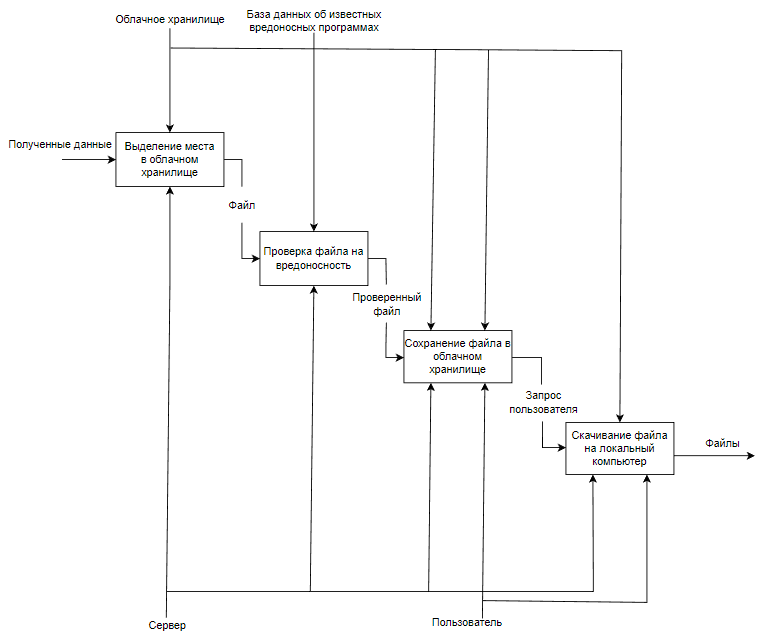 Облачное хранилище
База данных об известных
вредоносных программах
Полученные данные
Выделение места
в облачном
хранилище
Файл
Проверка файла на
вредоносность
Проверенный
файл
Сохранение файла в
облачном
хранилище
Запрос
пользователя
Скачивание файла
на локальный
компьютер
Файлы
Сервер
Пользователь